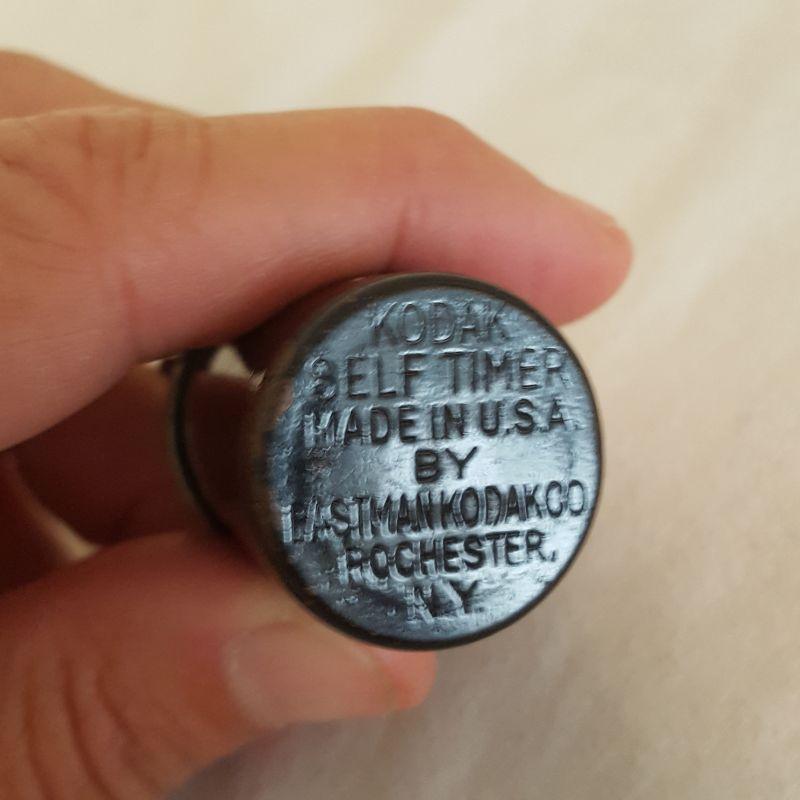 KODAK
SELF TIMER
MADE IN U.S.A.
BY
EASTMAN KODAK CO.
ROCHESTER,
N.Y.